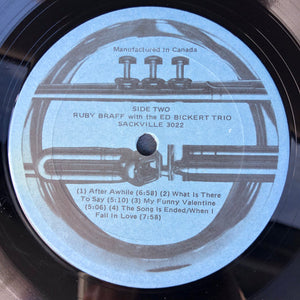 Manufactured in Canada
SIDE TWO
RUBY BRAFF with the ED BICKERT TRIO
SACKVILLE 3022
(1) After Awhile (6:58) (2) What is There
To Say (5:10) (3) My Funny Valentine
(5:06) (4) The Song is Ended/When I
Fall In Love (7:58)